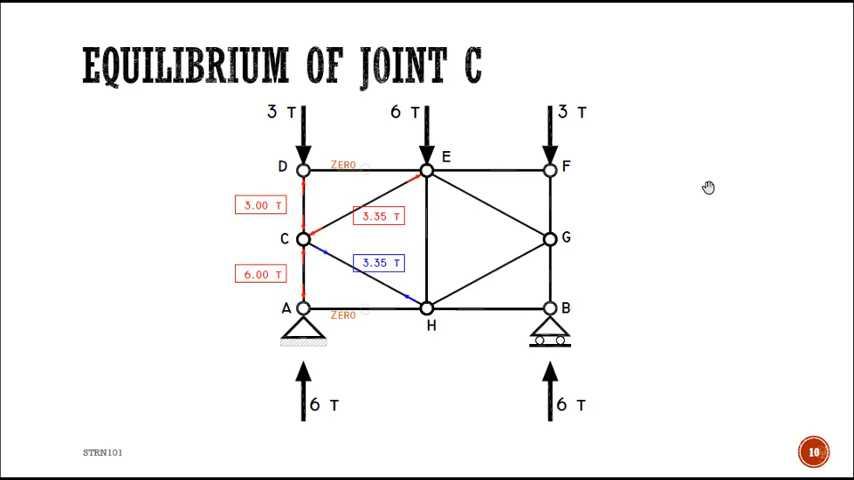 EQUILIBRIUM OF JOINT C
3 T
6 T
3 T
D
ZERO
E
F
3.00 T
3.35 T
C
G
3.35 T
6.00 T
A
ZERO
H
B
6 T
6 T
STRN101
10